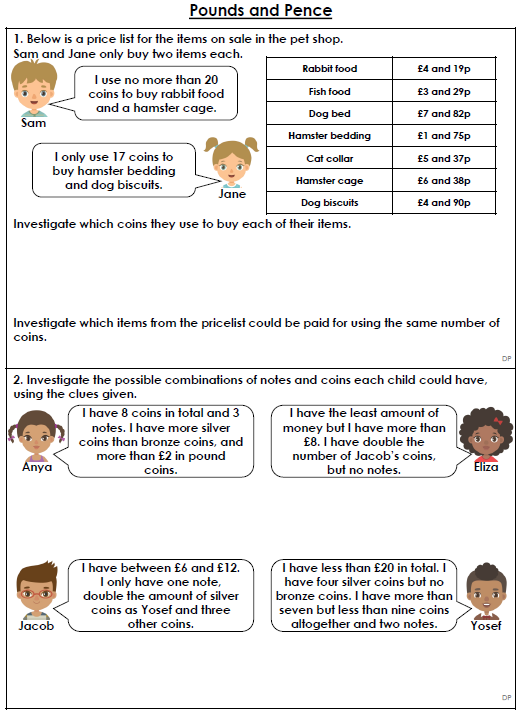 Pounds and Pence
1. Below is a price list for the items on sale in the pet shop.
Sam and Jane only buy two items each.
I use no more than 20
coins to buy rabbit food
and a hamster cage.
Sam
I only use 17 coins to
buy hamster bedding
and dog biscuits.
Jane
Rabbit food £4 and 19p
Fish food £3 and 29p
Dog bed £7 and 82p
Hamster bedding £1 and 75p
Cat collar £5 and 37p
Hamster cage £6 and 38p
Dog biscuits £4 and 90p
Investigate which coins they use to buy each of their items.
Investigate which items from the pricelist could be paid for using the same number of
coins.
DP
2. Investigate the possible combinations of notes and coins each child could have,
using the clues given.
I have 8 coins in total and 3
notes. I have more silver
coins than bronze coins, and
more than £2 in pound
coins.
Anya
I have the least amount of
money but I have more than
£8. I have double the
number of Jacob's coins,
but no notes.
Eliza
I have between £6 and £12.
I only have one note,
double the amount of silver
coins as Yosef and three
other coins.
Jacob
I have less than £20 in total. I
have four silver coins but no
bronze coins. I have more than
seven but less than nine coins
altogether and two notes.
Yosef
DP